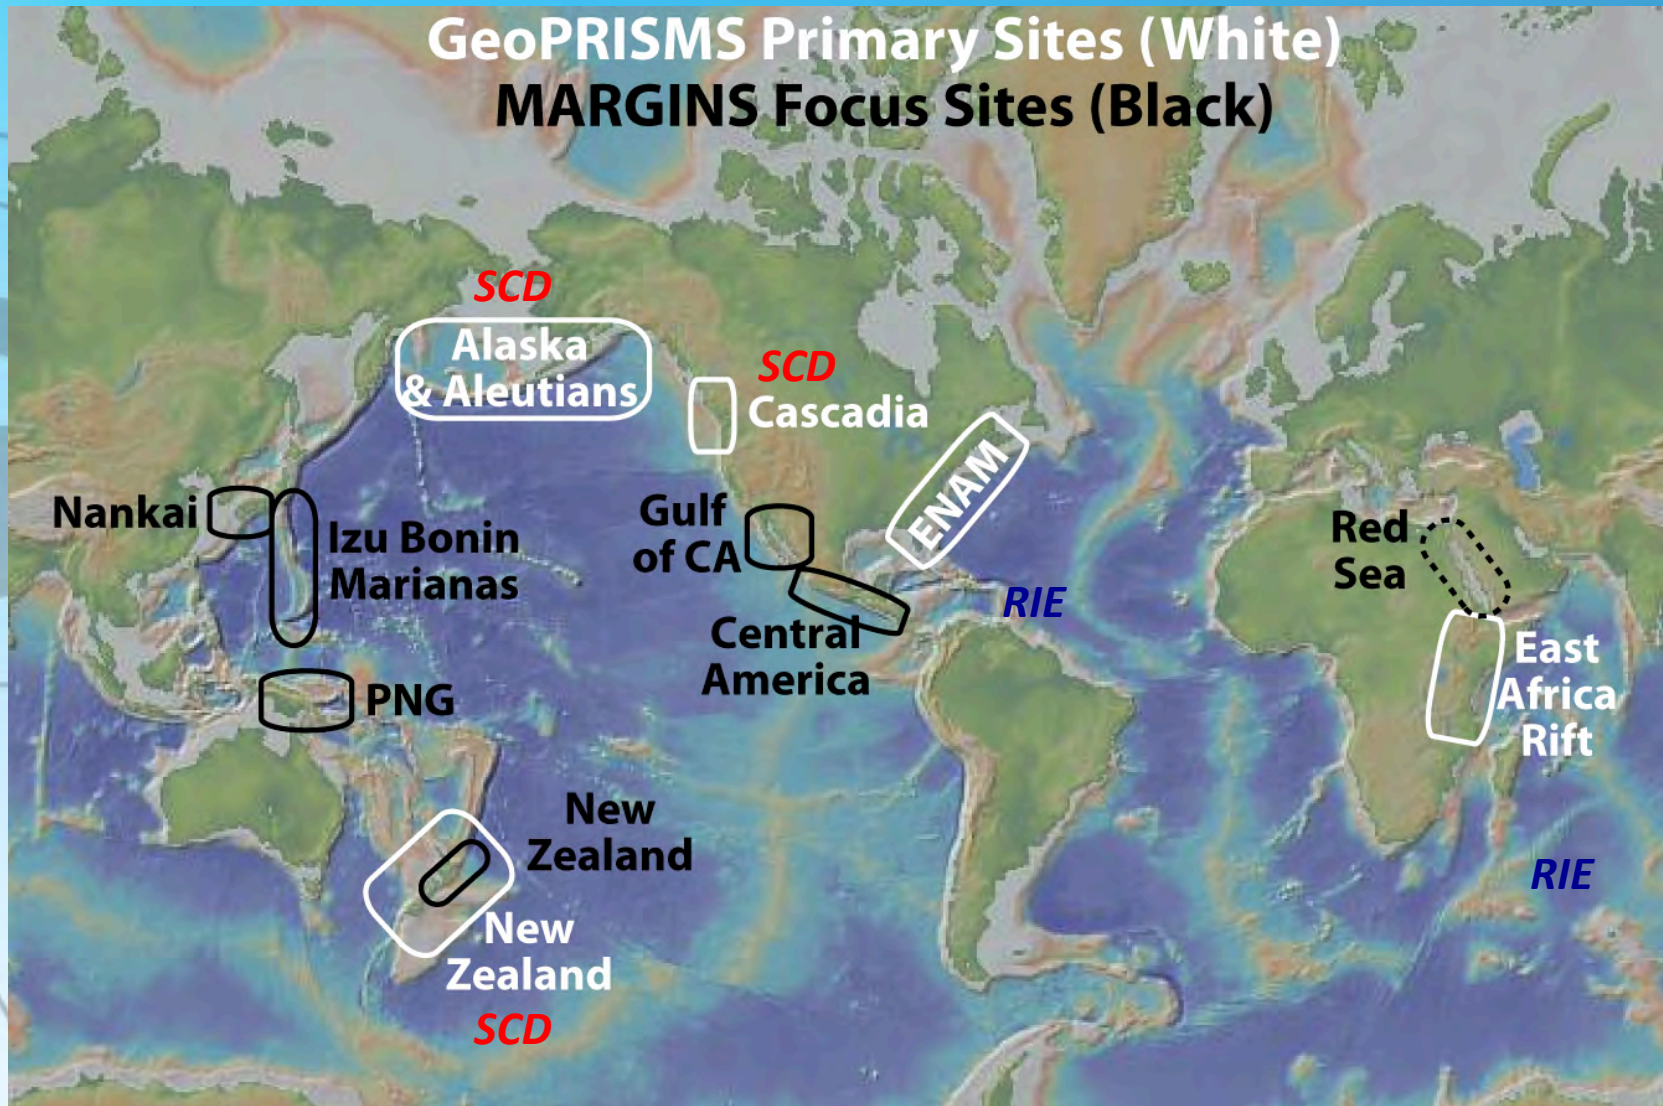 GeoPRISMS Primary Sites (White)
MARGINS Focus Sites (Black)
SCD
Alaska
& Aleutians
SCD
Cascadia
ENAM
Nankai
Izu Bonin
Marianas
Gulf
of CA
Red
Sea
RIE
Central
America
East
Africa
Rift
PNG
New
Zealand
RIE
New
Zealand
SCD